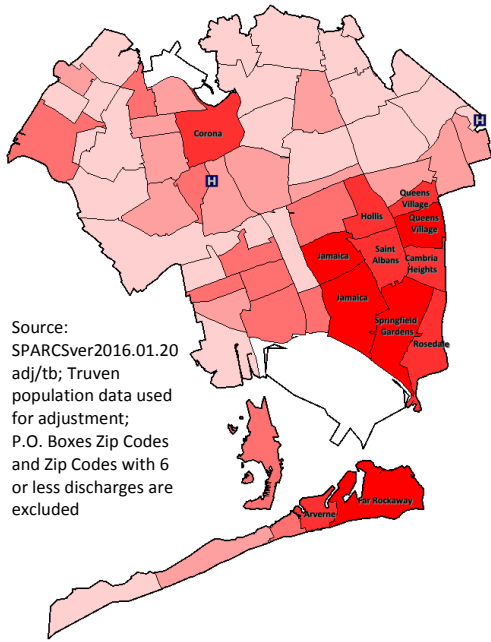 Corona
H
H
Queens
Village
Queens
Village
Hollis
Saint
Albans
Cambria
Heights
Jamaica
Jamaica
Springfield
Gardens
Rosedale
Source:
SPARCSver2016.01.20
adj/tb; Truven
population data used
for adjustment;
P.O. Boxes Zip Codes
and Zip Codes with 6
or less discharges are
excluded
Far Rockaway
Arverne